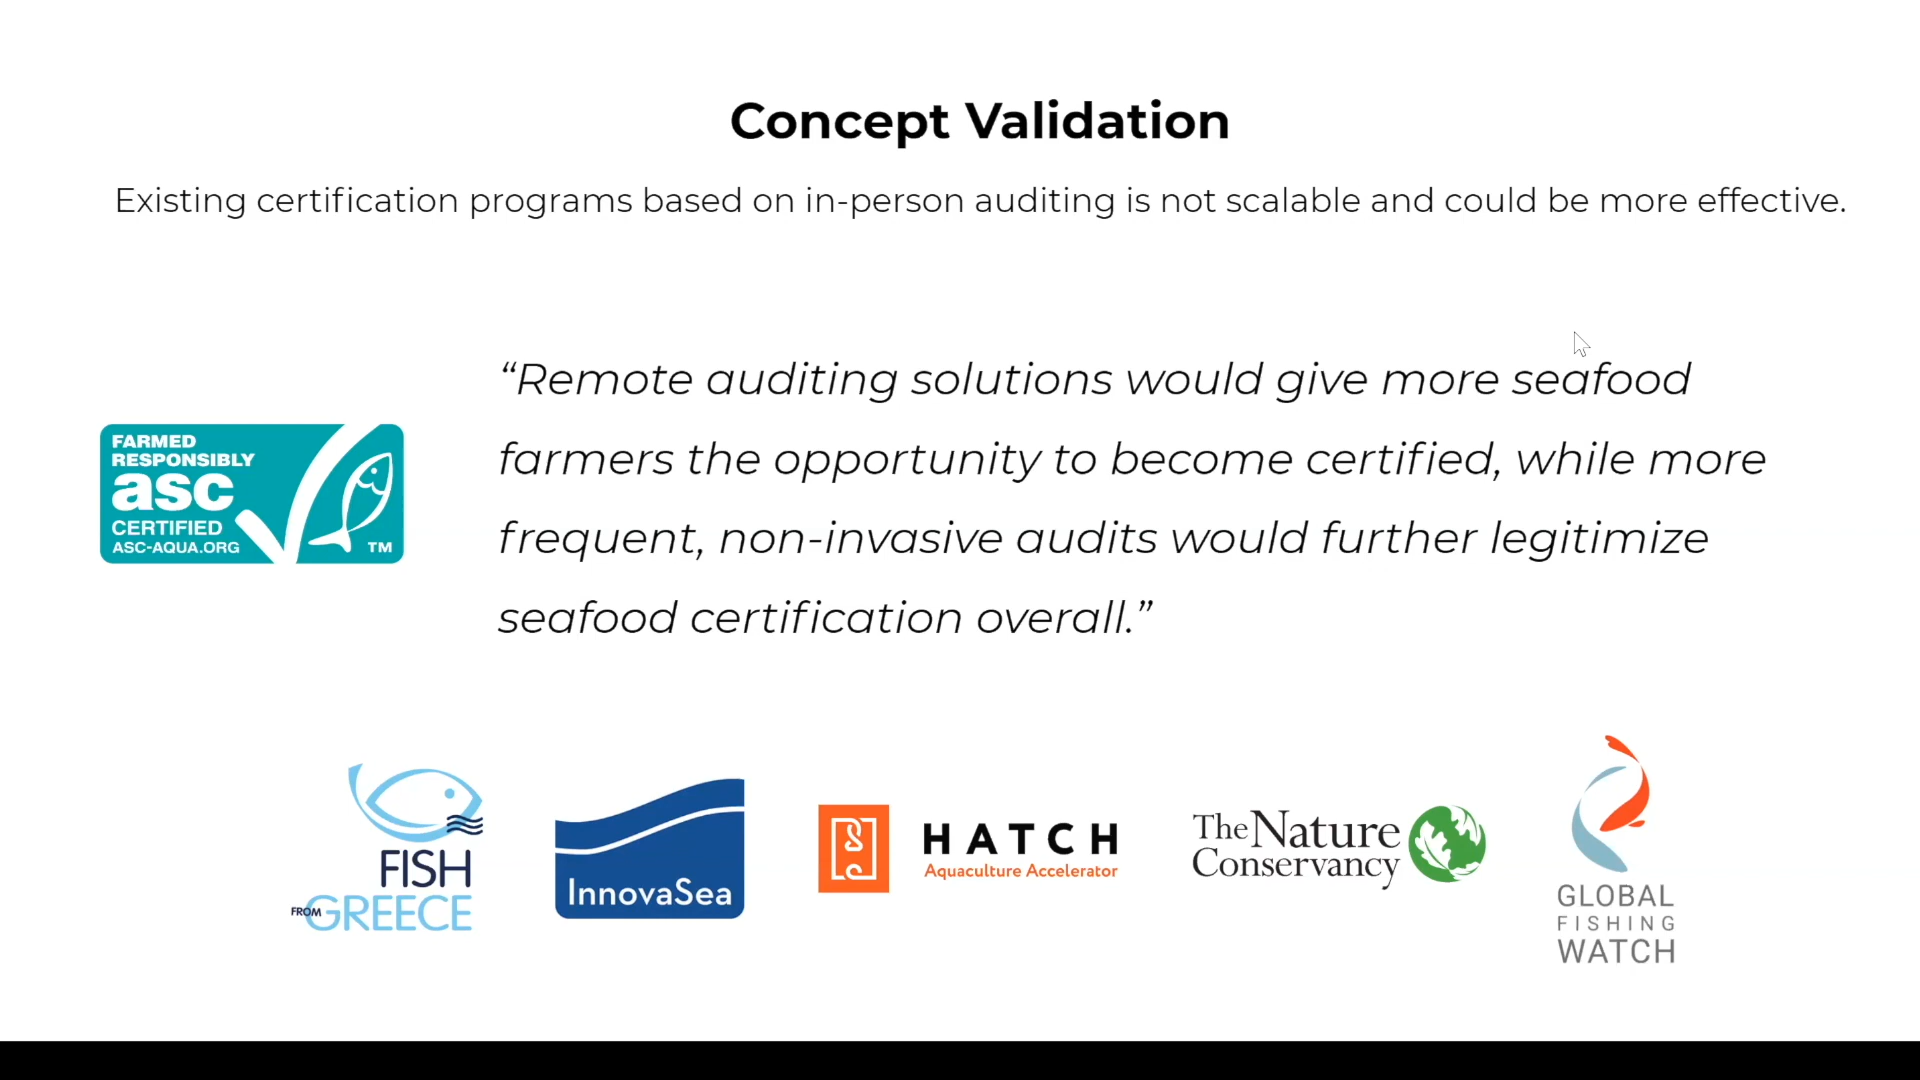 Concept Validation
Existing certification programs based on in-person auditing is not scalable and could be more effective.
“Remote auditing solutions would give more seafood
farmers the opportunity to become certified, while more
frequent, non-invasive audits would further legitimize
seafood certification overall.”
FARMED
RESPONSIBLY
asc
CERTIFIED
ASC-AQUA.ORG
TM
FISH
FROM GREECE
InnovaSea
HATCH
Aquaculture Accelerator
The Nature
Conservancy
GLOBAL
FISHING
WATCH